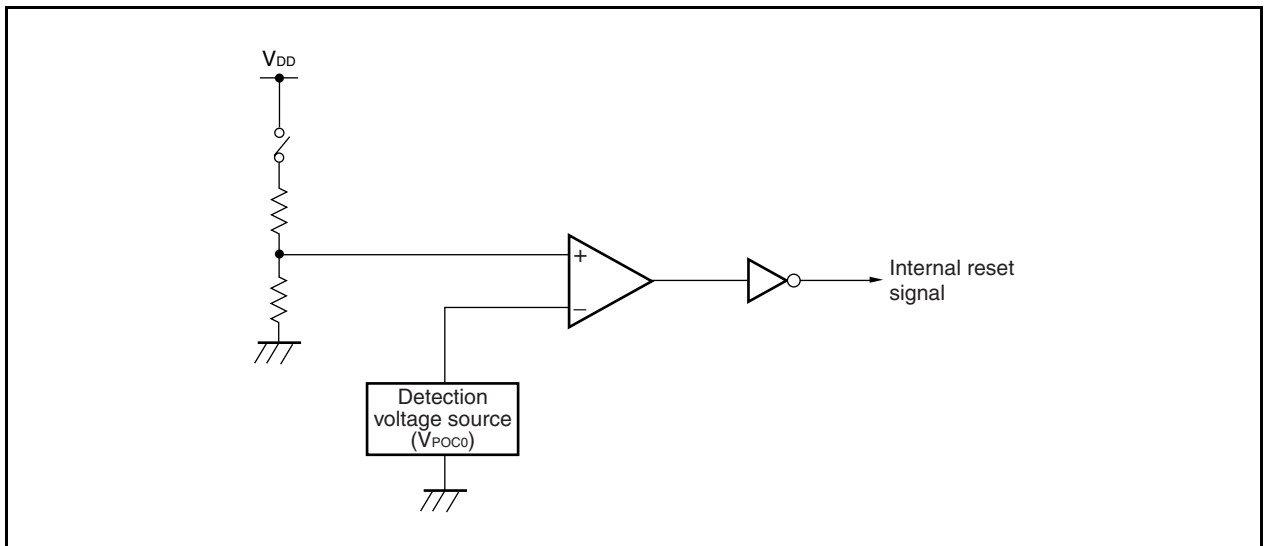 VDD
+
−
Internal reset
signal
Detection
voltage source
(VPOC0)